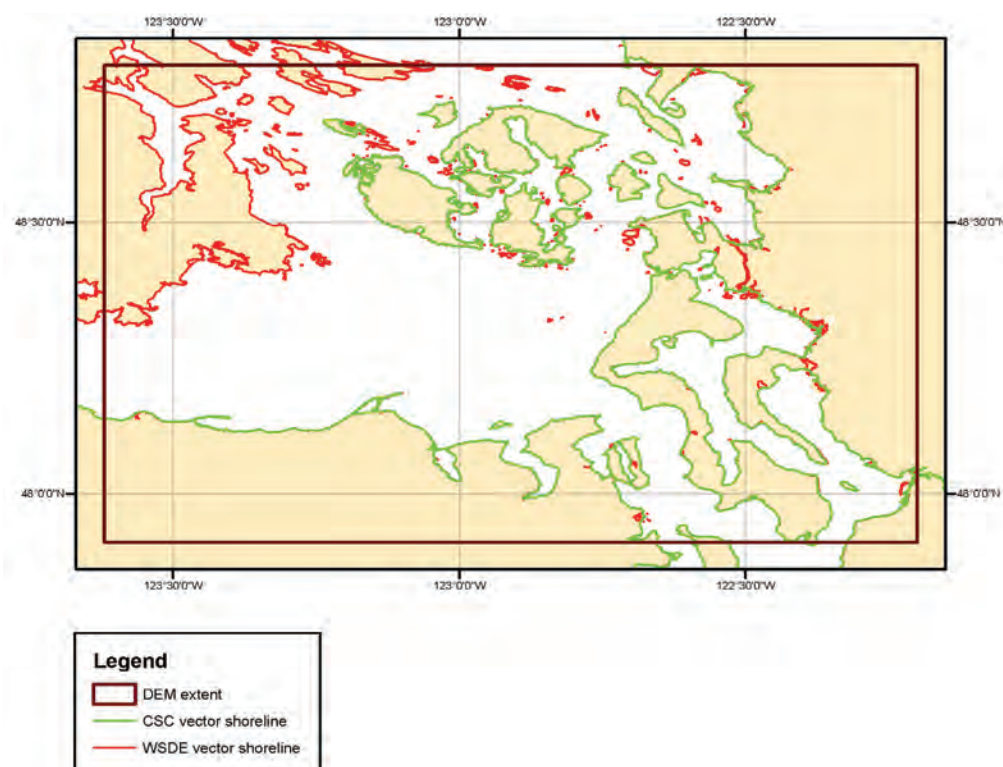 123°30'0"W 123°0'0"W 122°30'0"W
48°30'0"N 48°30'0"N
48°0'0"N 48°0'0"N
123°30'0"W 123°0'0"W 122°30'0"W
Legend
DEM extent
CSC vector shoreline
WSDE vector shoreline